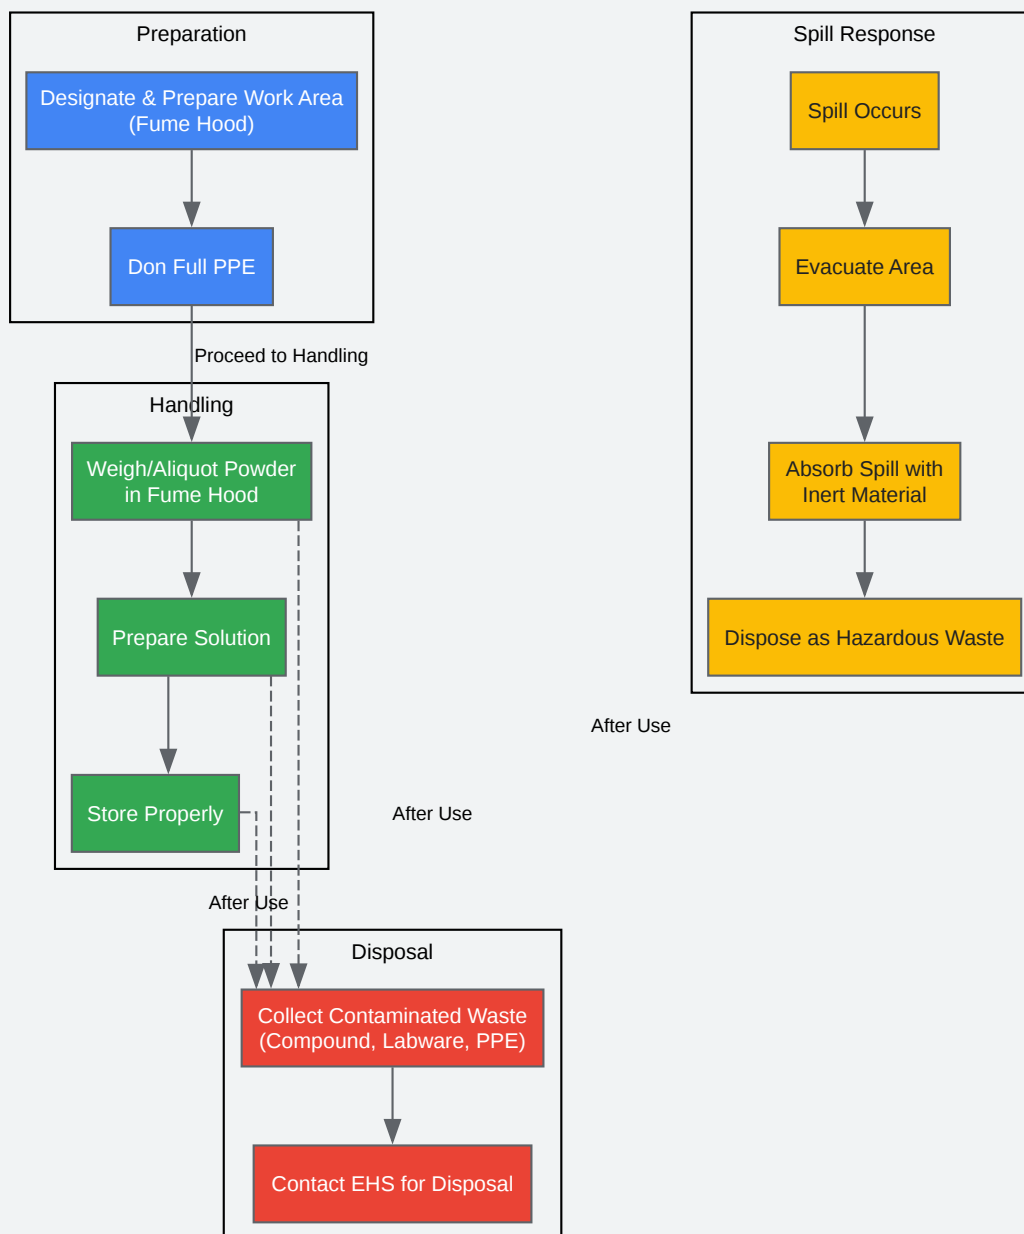 Preparation
Designate & Prepare Work Area
(Fume Hood)
Don Full PPE
Proceed to Handling
Handling
Weigh/Aliquot Powder
in Fume Hood
Prepare Solution
Store Properly
After Use
After Use
After Use
Disposal
Collect Contaminated Waste
(Compound, Labware, PPE)
Contact EHS for Disposal
Spill Response
Spill Occurs
Evacuate Area
Absorb Spill with
Inert Material
Dispose as Hazardous Waste